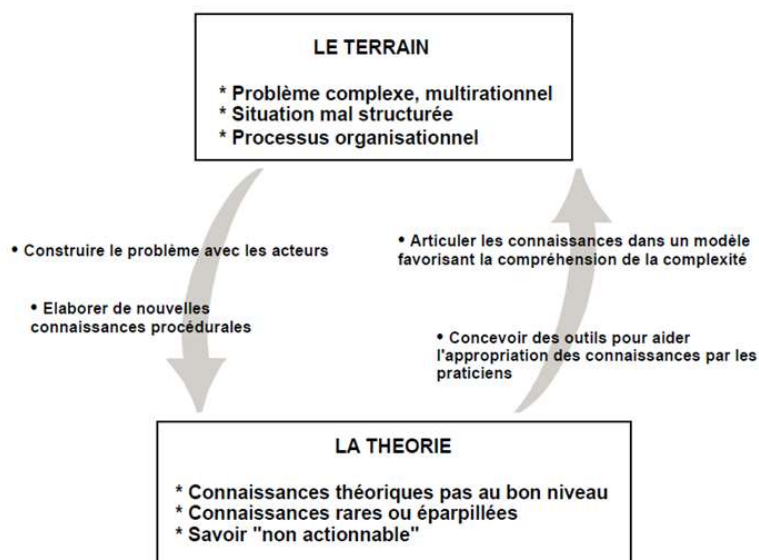 LE TERRAIN
* Problème complexe, multirationnel
* Situation mal structurée
* Processus organisationnel
• Construire le problème avec les acteurs
• Elaborer de nouvelles
connaissances procédurales
• Articuler les connaissances dans un modèle
favorisant la compréhension de la complexité
• Concevoir des outils pour aider
l'appropriation des connaissances par les
praticiens
LA THEORIE
* Connaissances théoriques pas au bon niveau
* Connaissances rares ou éparpillées
* Savoir "non actionnable"